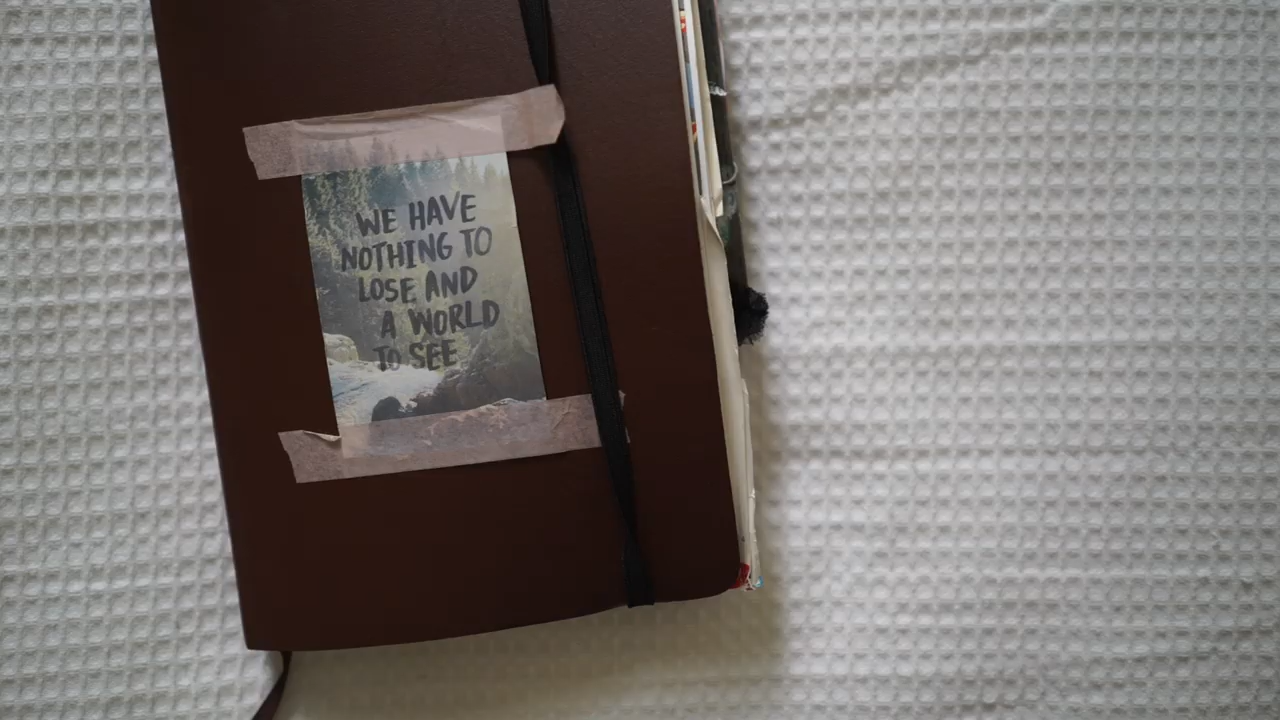 WE HAVE
NOTHING TO
LOSE AND
A WORLD
TO SEE